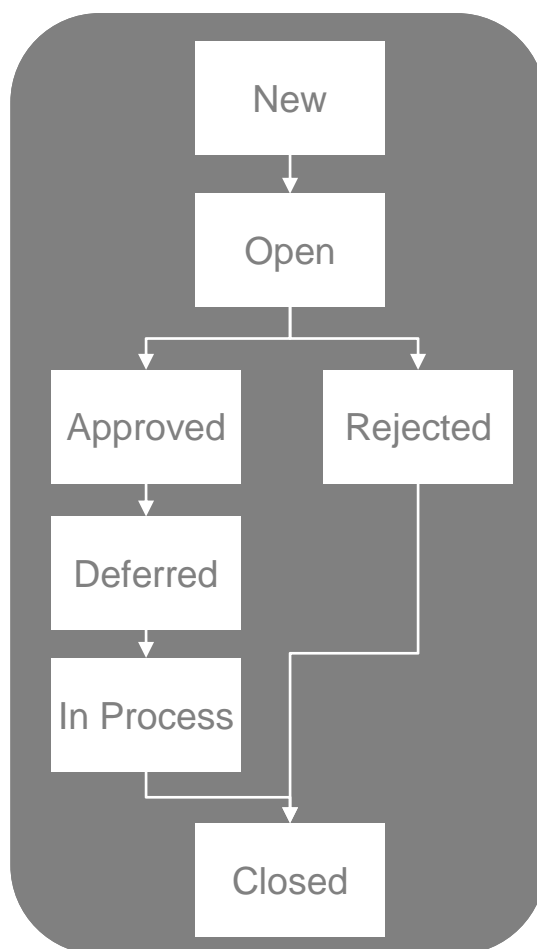 New
Open
Approved
Rejected
Deferred
In Process
Closed